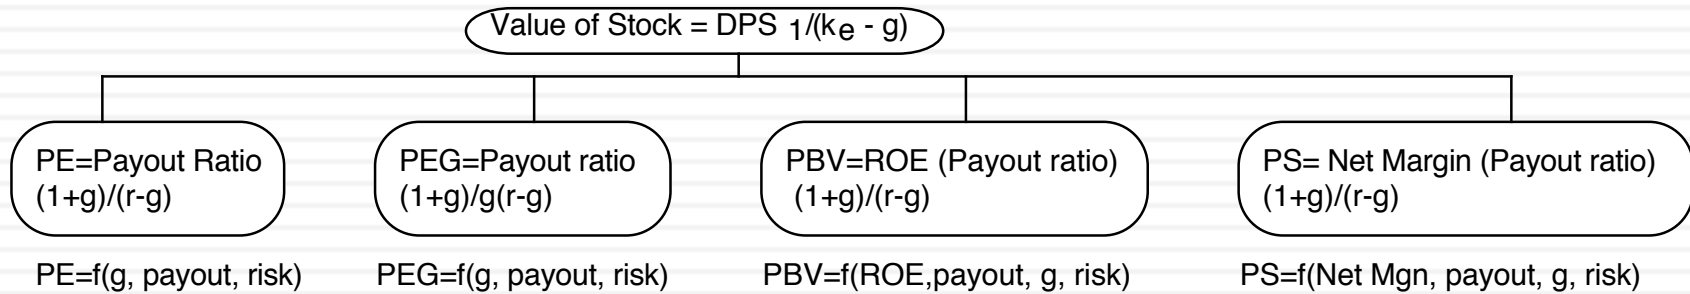 Value of Stock = DPS 1/(ke - g)
PE=Payout Ratio
(1+g)/(r-g)
PEG=Payout ratio
(1+g)/g(r-g)
PBV=ROE (Payout ratio)
(1+g)/(r-g)
PS= Net Margin (Payout ratio)
(1+g)/(r-g)
PE=f(g, payout, risk)
PEG=f(g, payout, risk)
PBV=f(ROE,payout, g, risk)
PS=f(Net Mgn, payout, g, risk)